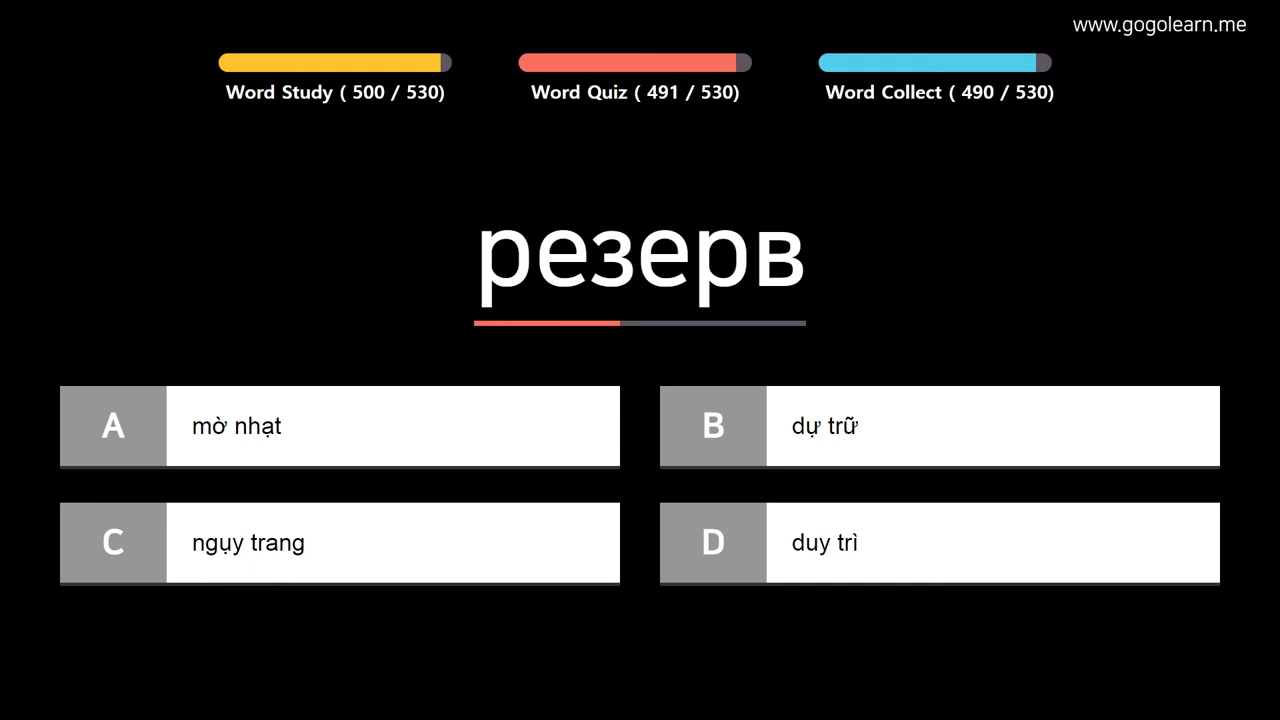 www.gogolearn.me
Word Study ( 500 / 530)
Word Quiz ( 491 / 530)
Word Collect ( 490 / 530)
резерв
A mờ nhạt
B dự trữ
C ngụy trang
D duy trì